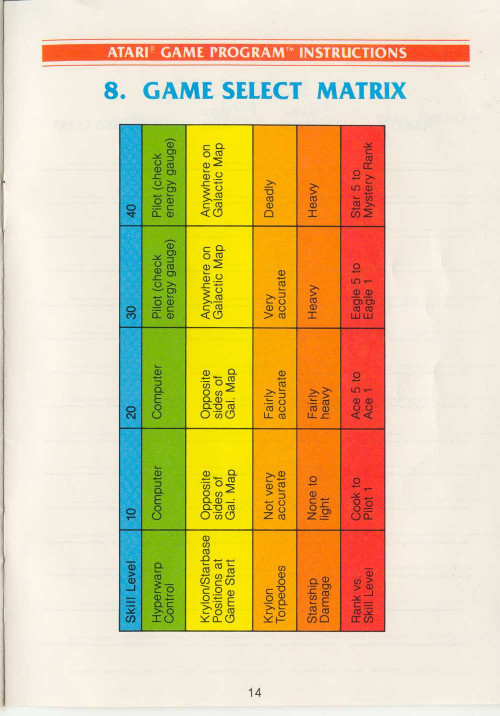 ATARI® GAME PROGRAM™ INSTRUCTIONS
8. GAME SELECT MATRIX
Skill Level 10 20 30 40
Hyperwarp
Control
Computer
Computer
Pilot (check
energy gauge)
Pilot (check
energy gauge)
Krylon/Starbase
Positions at
Game Start
Opposite
sides of
Gal. Map
Opposite
sides of
Gal. Map
Anywhere on
Galactic Map
Anywhere on
Galactic Map
Krylon
Torpedoes
Not very
accurate
Fairly
accurate
Very
accurate
Deadly
Starship
Damage
None to
light
Fairly
heavy
Heavy
Heavy
Rank vs.
Skill Level
Cook to
Pilot 1
Ace 5 to
Ace 1
Eagle 5 to
Eagle 1
Star 5 to
Mystery Rank
14